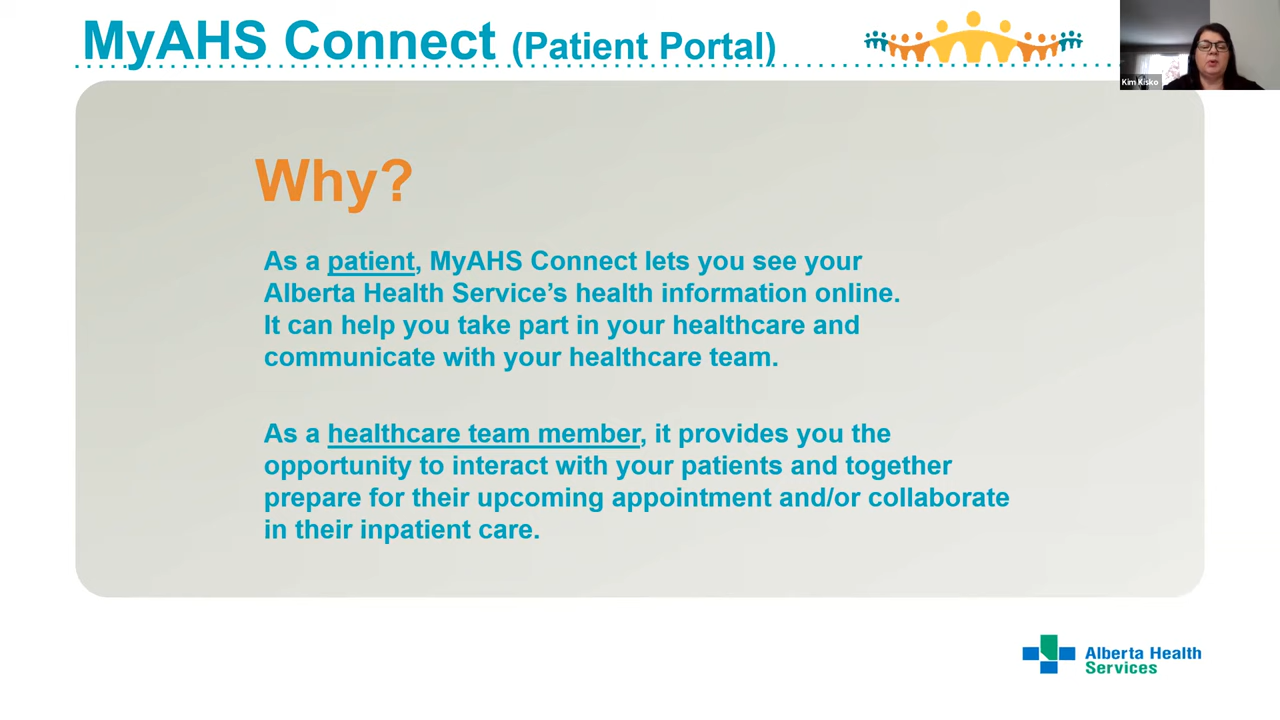 MyAHS Connect (Patient Portal)
Kim Kisko
Why?
As a patient, MyAHS Connect lets you see your
Alberta Health Service’s health information online.
It can help you take part in your healthcare and
communicate with your healthcare team.
As a healthcare team member, it provides you the
opportunity to interact with your patients and together
prepare for their upcoming appointment and/or collaborate
in their inpatient care.
Alberta Health
Services